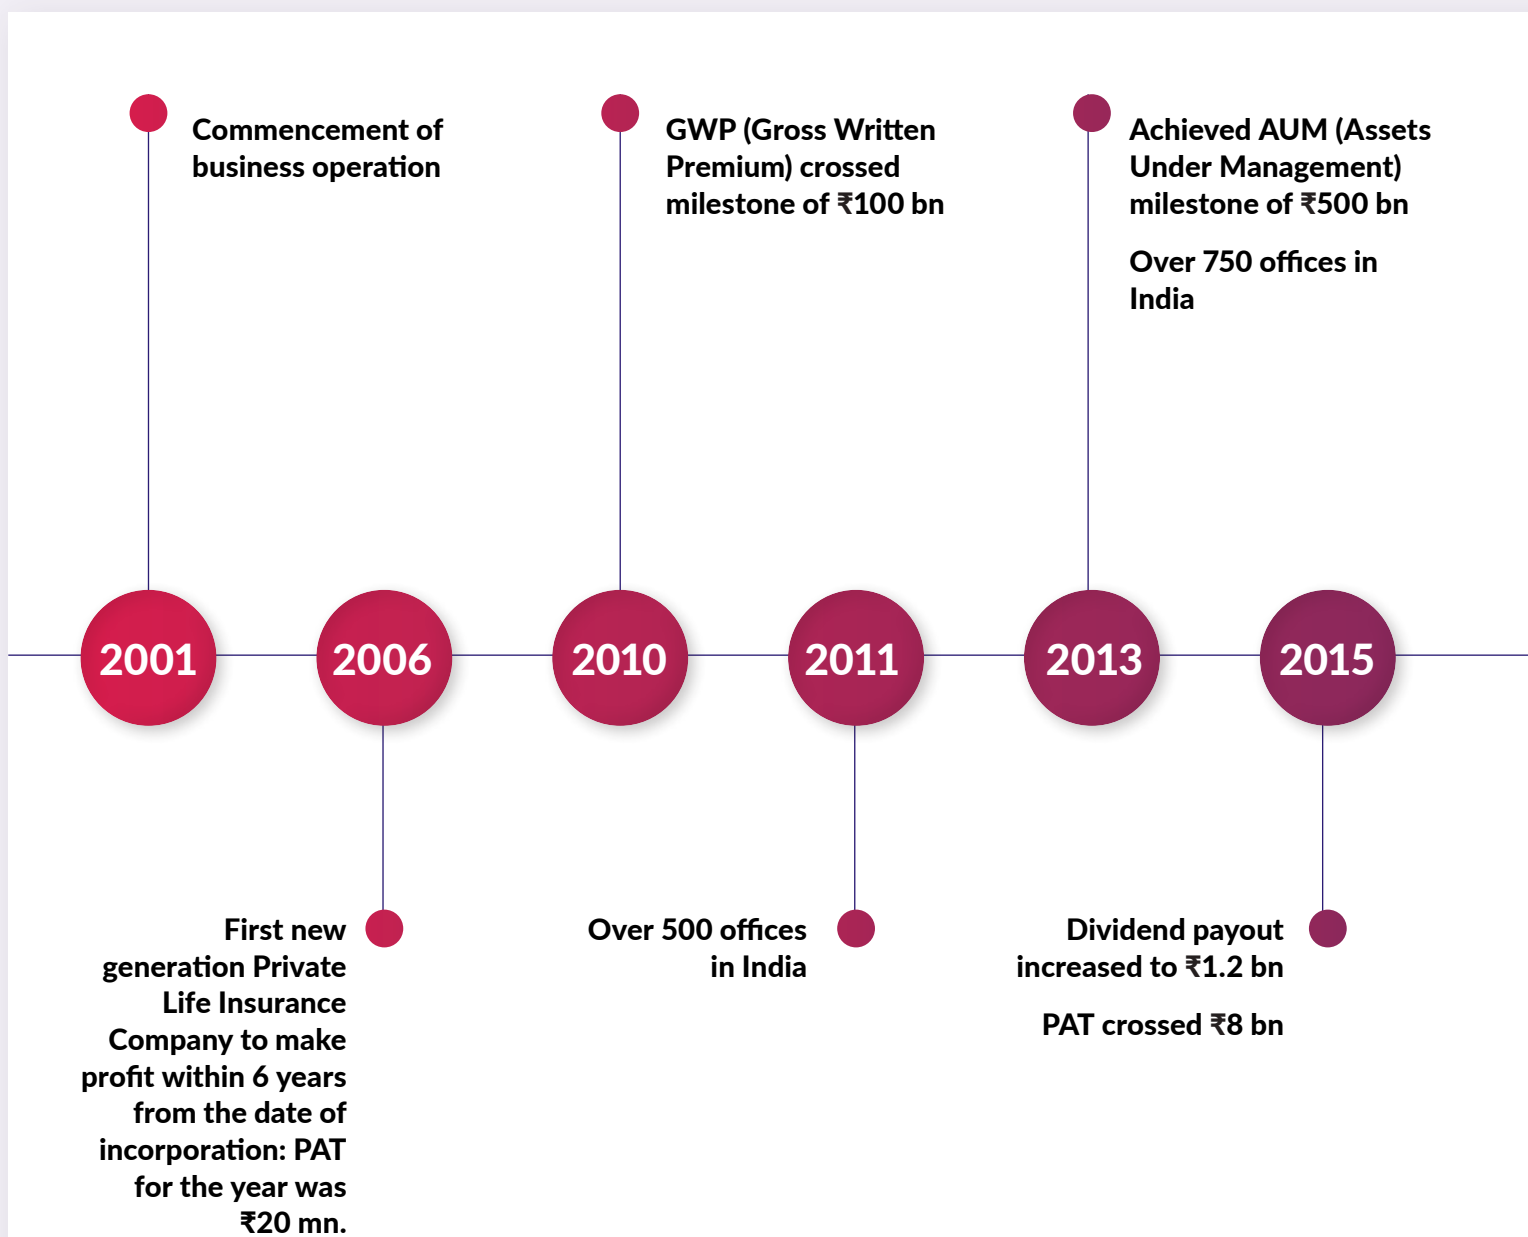 Commencement of
business operation
GWP (Gross Written
Premium) crossed
milestone of ₹100 bn
Achieved AUM (Assets
Under Management)
milestone of ₹500 bn
Over 750 offices in
India
2001
2006
2010
2011
2013
2015
First new
generation Private
Life Insurance
Company to make
profit within 6 years
from the date of
incorporation: PAT
for the year was
₹20 mn.
Over 500 offices
in India
Dividend payout
increased to ₹1.2 bn
PAT crossed ₹8 bn